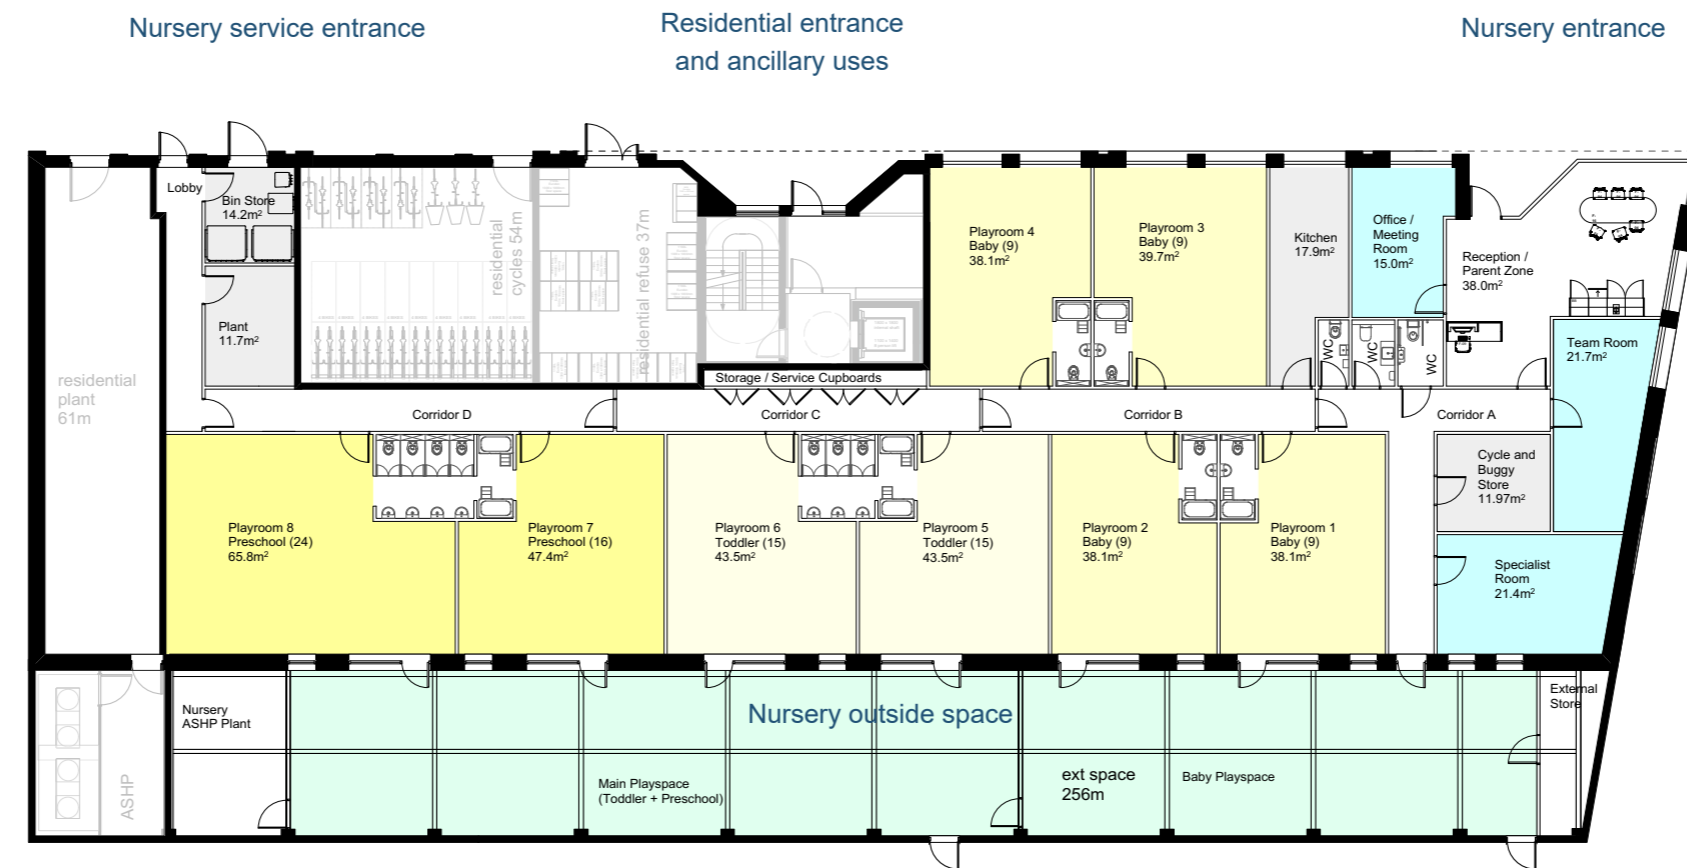 Nursery service entrance
Residential entrance
and ancillary uses
Nursery entrance
Lobby
Bin Store
14.2m²
Plant
11.7m²
residential
plant
61m
residential
cycles 54m
residential refuse 37m
Storage / Service Cupboards
Playroom 4
Baby (9)
38.1m²
Playroom 3
Baby (9)
39.7m²
Kitchen
17.9m²
Office /
Meeting
Room
15.0m²
Reception /
Parent Zone
38.0m²
WC
WC
WC
Team Room
21.7m²
Corridor D
Corridor C
Corridor B
Corridor A
Cycle and
Buggy
Store
11.97m²
Playroom 8
Preschool (24)
65.8m²
Playroom 7
Preschool (16)
47.4m²
Playroom 6
Toddler (15)
43.5m²
Playroom 5
Toddler (15)
43.5m²
Playroom 2
Baby (9)
38.1m²
Playroom 1
Baby (9)
38.1m²
Specialist
Room
21.4m²
Nursery
ASHP Plant
Nursery outside space
External
Store
ASHP
Main Playspace
(Toddler + Preschool)
ext space
256m
Baby Playspace